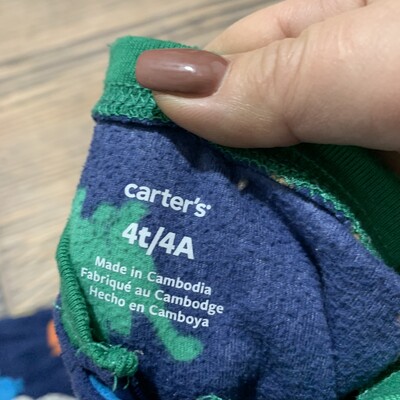 carter's
4t/4A
Made in Cambodia
Fabriqué au Cambodge
Hecho en Camboya